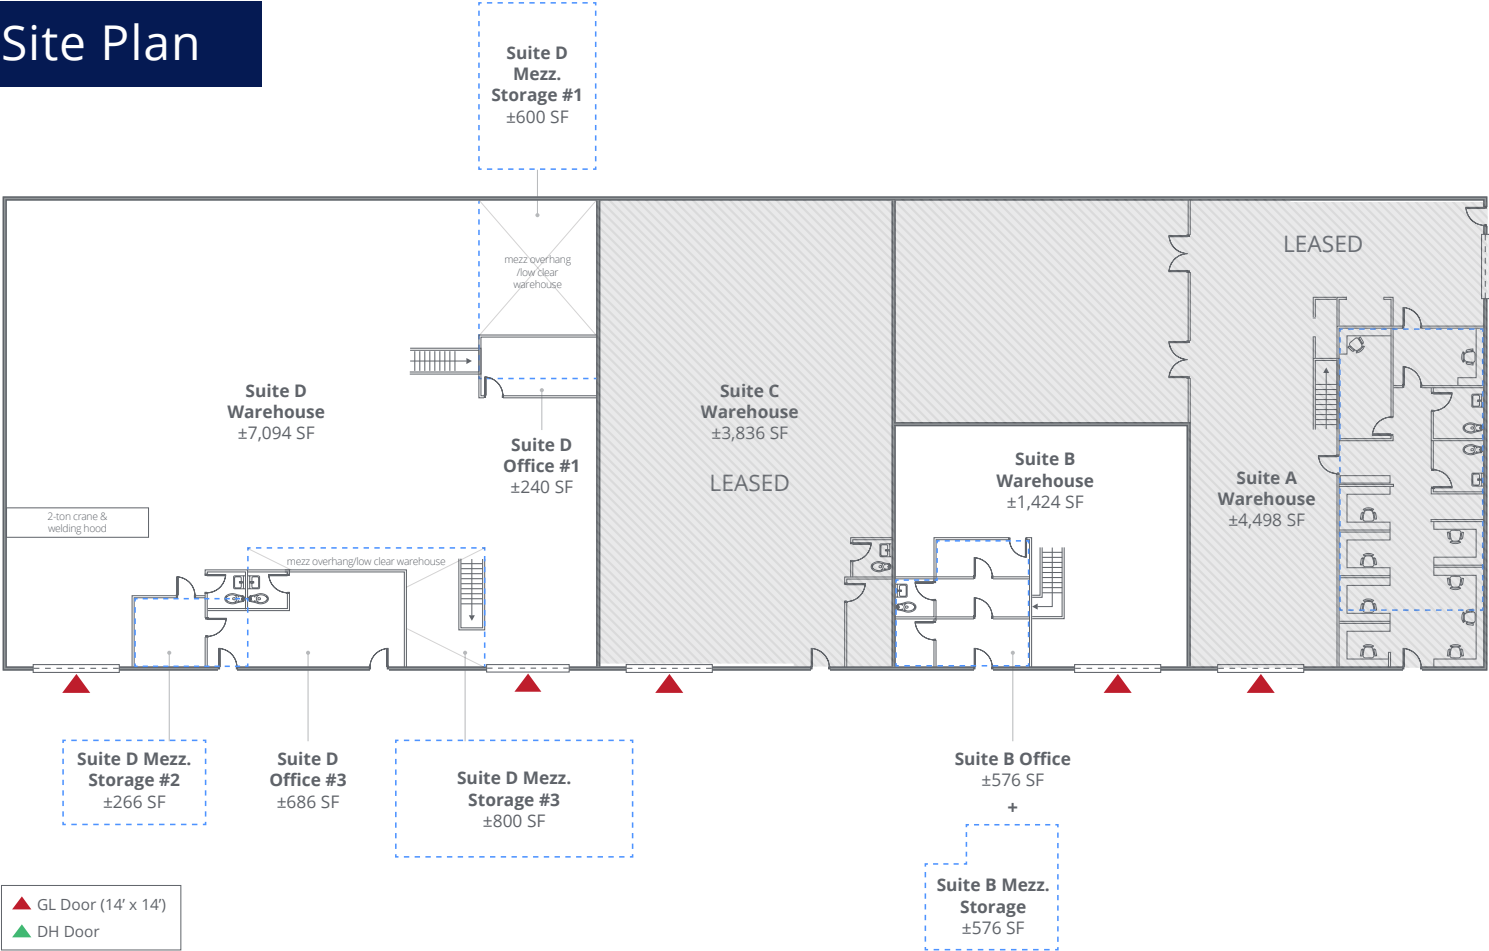 Site Plan
Suite D
Mezz.
Storage #1
±600 SF
mezz overhang
/low clear
warehouse
LEASED
Suite D
Warehouse
±7,094 SF
Suite D
Office #1
±240 SF
Suite C
Warehouse
±3,836 SF
LEASED
Suite B
Warehouse
±1,424 SF
Suite A
Warehouse
±4,498 SF
2-ton crane &
welding hood
mezz overhang/low clear warehouse
Suite D Mezz.
Storage #2
±266 SF
Suite D
Office #3
±686 SF
Suite D Mezz.
Storage #3
±800 SF
Suite B Office
±576 SF
+
Suite B Mezz.
Storage
±576 SF
GL Door (14’ x 14’)
DH Door